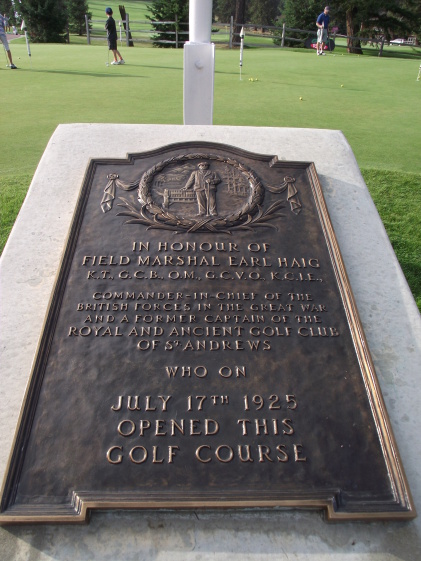 IN HONOUR OF
FIELD MARSHAL EARL HAIG
K.T., G.C.B., O.M., G.C.V.O., K.C.I.E.,
COMMANDER-IN-CHIEF OF THE
BRITISH FORCES IN THE GREAT WAR
AND A FORMER CAPTAIN OF THE
ROYAL AND ANCIENT GOLF CLUB
OF ST ANDREWS
WHO ON
JULY 17TH 1925
OPENED THIS
GOLF COURSE